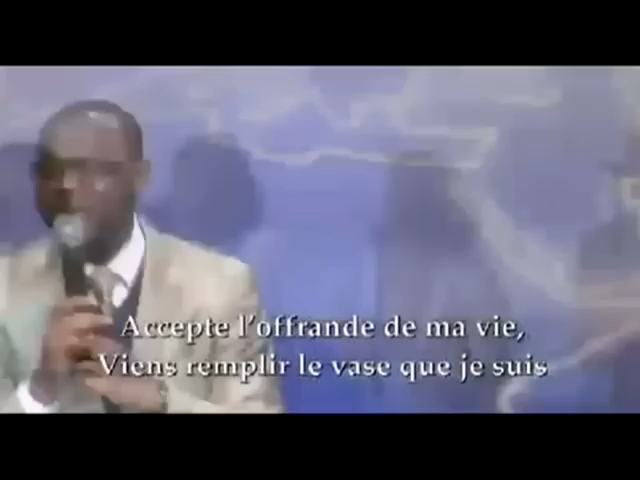 Accepte l'offrande de ma vie,
Viens remplir le vase que je suis